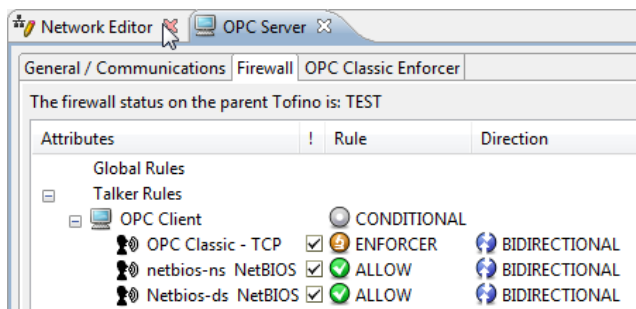 Network Editor OPC Server
General / Communications Firewall OPC Classic Enforcer
The firewall status on the parent Tofino is: TEST
Attributes ! Rule Direction
Global Rules
Talker Rules
OPC Client CONDITIONAL
OPC Classic - TCP ENFORCER BIDIRECTIONAL
netbios-ns NetBIOS ALLOW BIDIRECTIONAL
Netbios-ds NetBIOS ALLOW BIDIRECTIONAL